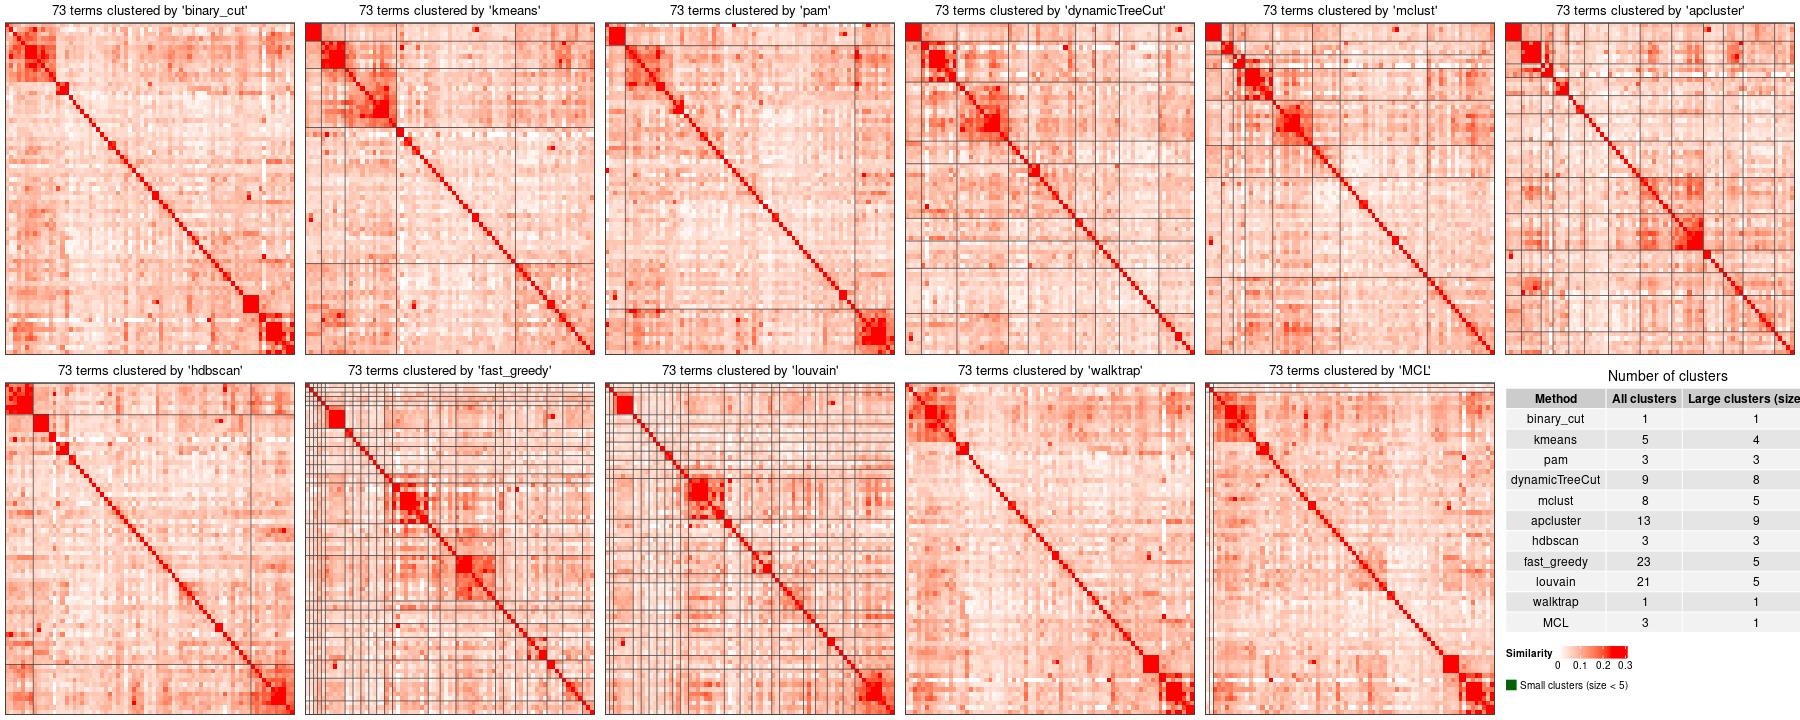 73 terms clustered by 'binary_cut'
73 terms clustered by 'kmeans'
73 terms clustered by 'pam'
73 terms clustered by 'dynamicTreeCut'
73 terms clustered by 'mclust'
73 terms clustered by 'apcluster'
73 terms clustered by 'hdbscan'
73 terms clustered by 'fast_greedy'
73 terms clustered by 'louvain'
73 terms clustered by 'walktrap'
73 terms clustered by 'MCL'
Number of clusters
Method All clusters Large clusters (size
binary_cut 1 1
kmeans 5 4
pam 3 3
dynamicTreeCut 9 8
mclust 8 5
apcluster 13 9
hdbscan 3 3
fast_greedy 23 5
louvain 21 5
walktrap 1 1
MCL 3 1
Similarity
0 0.1 0.2 0.3
Small clusters (size < 5)